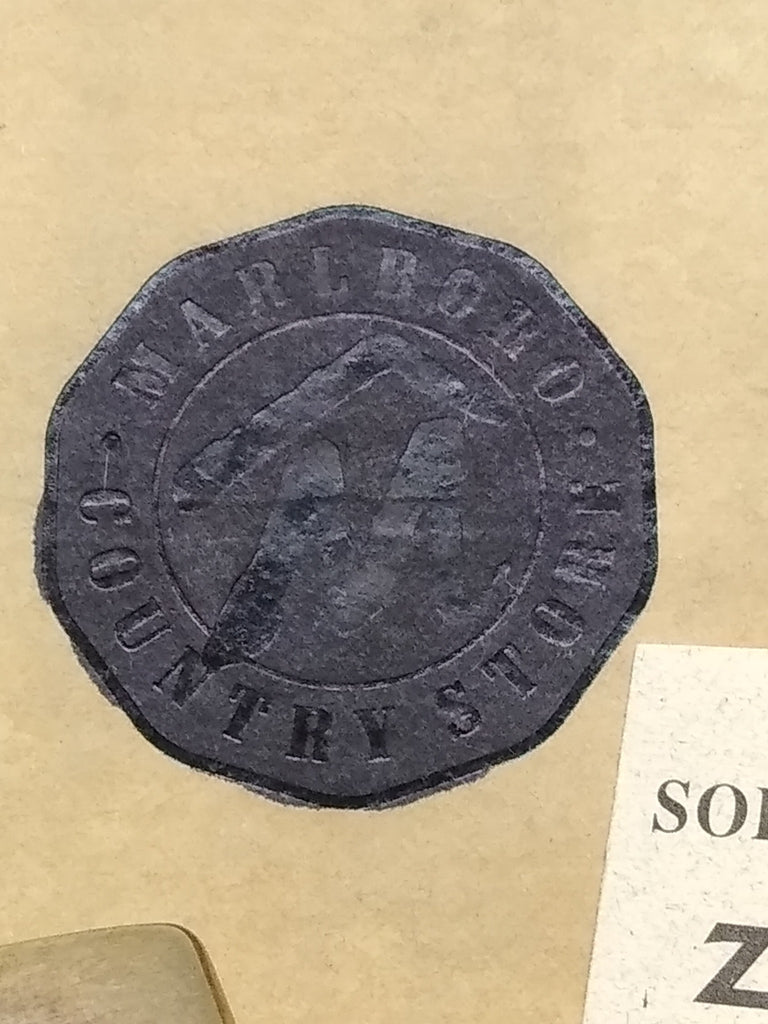 MARLBORO
• COUNTRY STORE •
SO
Z